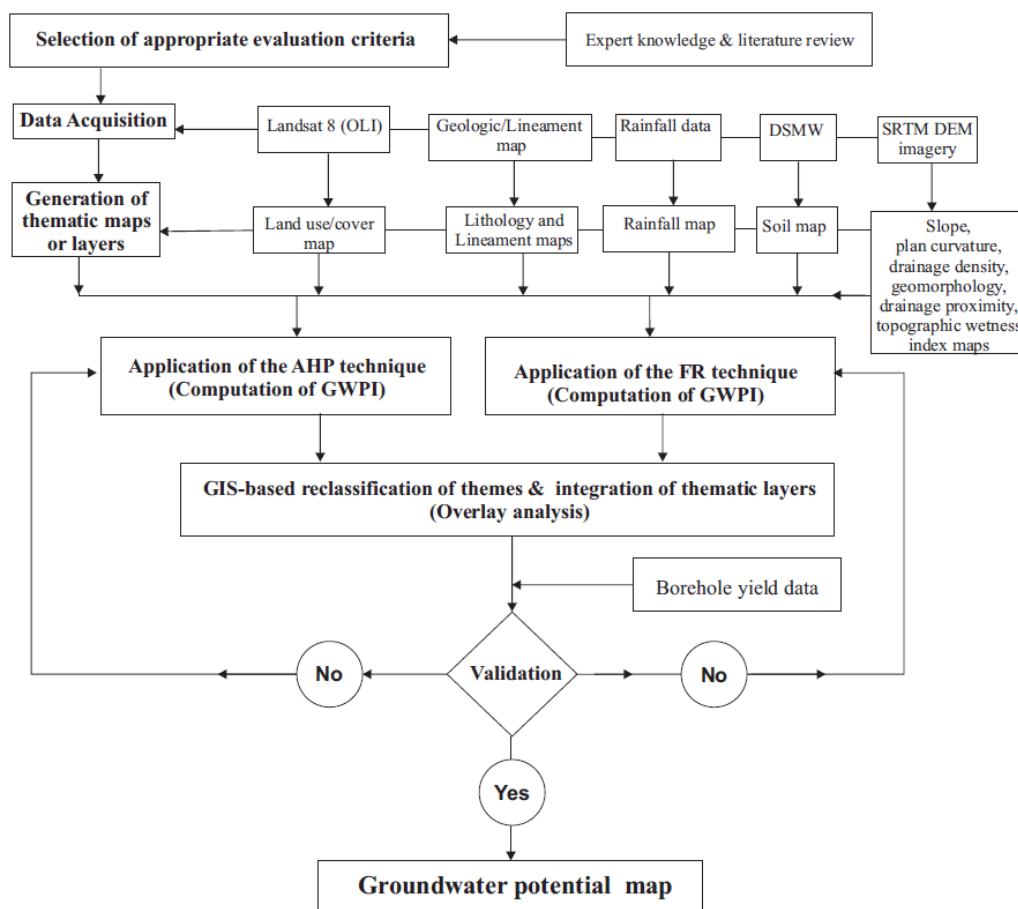 Selection of appropriate evaluation criteria
Expert knowledge & literature review
Data Acquisition
Landsat 8 (OLI)
Geologic/Lineament
map
Rainfall data
DSMW
SRTM DEM
imagery
Generation of
thematic maps
or layers
Land use/cover
map
Lithology and
Lineament maps
Rainfall map
Soil map
Slope,
plan curvature,
drainage density,
geomorphology,
drainage proximity,
topographic wetness
index maps
Application of the AHP technique
(Computation of GWPI)
Application of the FR technique
(Computation of GWPI)
GIS-based reclassification of themes & integration of thematic layers
(Overlay analysis)
Borehole yield data
No
Validation
No
Yes
Groundwater potential map